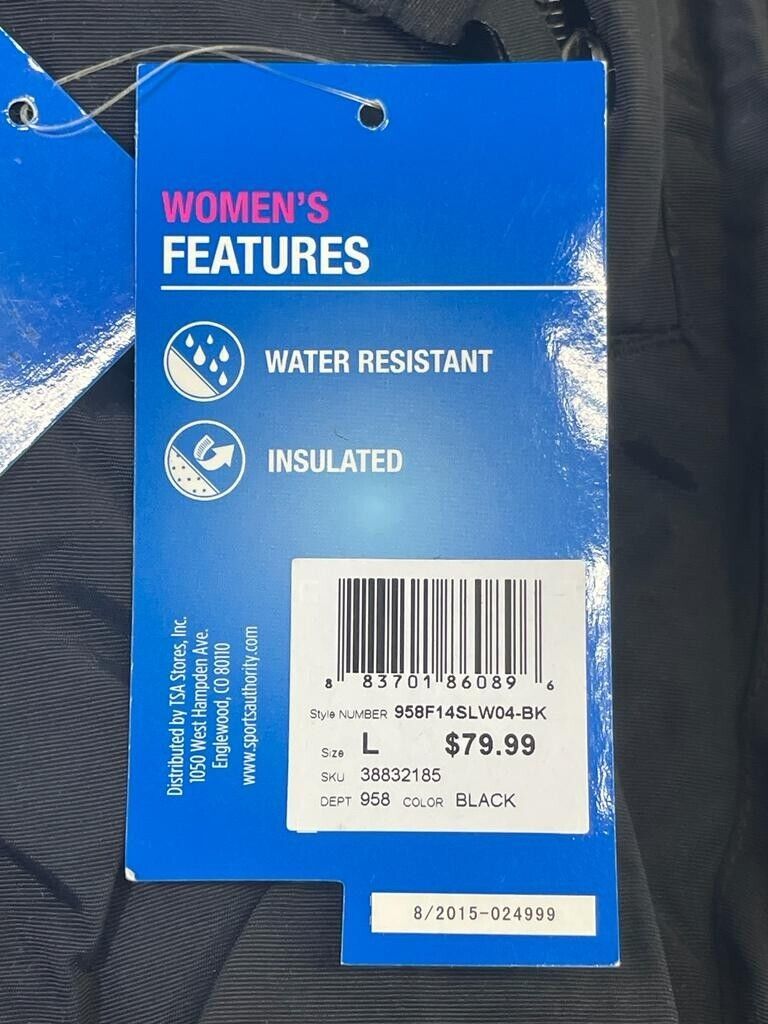 WOMEN'S
FEATURES
WATER RESISTANT
INSULATED
Distributed by TSA Stores, Inc.
1050 West Hampden Ave.
Englewood, CO 80110
www.sportsauthority.com
8 83701 86089 6
Style NUMBER 958F14SLW04-BK
Size L $79.99
SKU 38832185
DEPT 958 COLOR BLACK
8/2015-024999